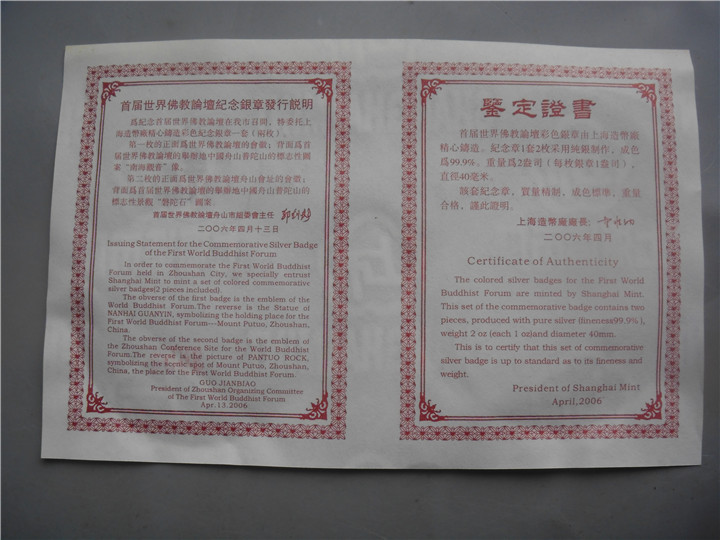 首届世界佛教論壇紀念銀章發行説明
爲紀念首届世界佛教論壇在我市召開，特委托上
海造幣廠精心鑄造彩色紀念銀章一套（兩枚）。
第一枚的正面爲世界佛教論壇的會徽；背面爲首
届世界佛教論壇的舉辦地中國舟山普陀山的標志性圖
案“南海觀音”像。
第二枚的正面爲世界佛教論壇舟山會址的會徽；
背面爲首届世界佛教論壇的舉辦地中國舟山普陀山的
標志性景觀“磐陀石”圖案。
首届世界佛教論壇舟山市組委會主任
二〇〇六年四月十三日
Issuing Statement for the Commemorative Silver Badge
of the First World Buddhist Forum
In order to commemorate the First World Buddhist
Forum held in Zhoushan City, we specially entrust
Shanghai Mint to mint a set of colored commemorative
silver badges(2 pieces included).
The obverse of the first badge is the emblem of the
World Buddhist Forum.The reverse is the Statue of
NANHAI GUANYIN, symbolizing the holding place for the
First World Buddhist Forum—Mount Putuo, Zhoushan,
China.
The obverse of the second badge is the emblem of
the Zhoushan Conference Site for the World Buddhist
Forum.The reverse is the picture of PANTUO ROCK,
symbolizing the scenic spot of Mount Putuo, Zhoushan,
China, the place for the First World Buddhist Forum.
GUO JIANBIAO
President of Zhoushan Organizing Committee
of The First World Buddhist Forum
Apr.13,2006
鑒定證書
首届世界佛教論壇彩色銀章由上海造幣廠
精心鑄造。紀念章1套2枚采用純銀制作，成色
爲99.9%，重量爲2盎司（每枚銀章1盎司），
直徑40毫米。
該套紀念章，質量精制，成色標準，重量
合格，謹此證明。
上海造幣廠廠長：
二〇〇六年四月
Certificate of Authenticity
The colored silver badges for the First World
Buddhist Forum are minted by Shanghai Mint.
This set of the commemorative badge contains two
pieces, produced with pure silver (fineness99.9%),
weight 2 oz (each 1 oz)and diameter 40mm.
This is to certify that this set of commemorative
silver badge is up to standard as to its fineness and
weight.
President of Shanghai Mint
April,2006